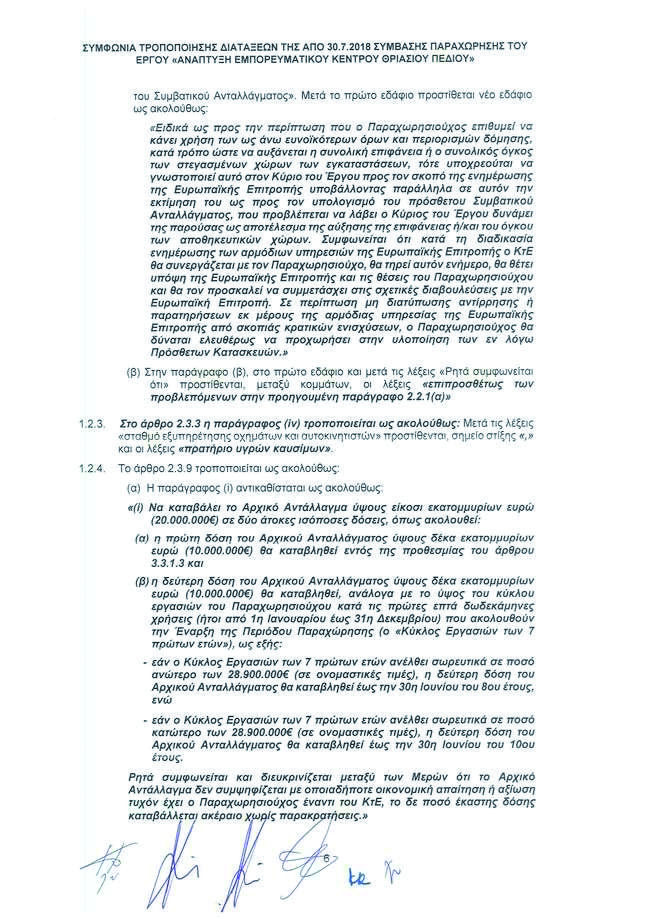 ΣΥΜΦΩΝΙΑ ΤΡΟΠΟΠΟΙΗΣΗΣ ΔΙΑΤΑΞΕΩΝ ΤΗΣ ΑΠΟ 30.7.2018 ΣΥΜΒΑΣΗΣ ΠΑΡΑΧΩΡΗΣΗΣ ΤΟΥ
ΕΡΓΟΥ «ΑΝΑΠΤΥΞΗ ΕΜΠΟΡΕΥΜΑΤΙΚΟΥ ΚΕΝΤΡΟΥ ΘΡΙΑΣΙΟΥ ΠΕΔΙΟΥ»
του Συμβατικού Ανταλλάγματος». Μετά το πρώτο εδάφιο προστίθεται νέο εδάφιο
ως ακολούθως:
«Ειδικά ως προς την περίπτωση που ο Παραχωρησιούχος επιθυμεί να
κάνει χρήση των ως άνω ευνοϊκότερων όρων και περιορισμών δόμησης,
κατά τρόπο ώστε να αυξάνεται η συνολική επιφάνεια ή ο συνολικός όγκος
των στεγασμένων χώρων των εγκαταστάσεων, τότε υποχρεούται να
γνωστοποιεί αυτό στον Κύριο του Έργου προς τον σκοπό της ενημέρωσης
της Ευρωπαϊκής Επιτροπής υποβάλλοντας παράλληλα σε αυτόν την
εκτίμηση του ως προς τον υπολογισμό του πρόσθετου Συμβατικού
Ανταλλάγματος, που προβλέπεται να λάβει ο Κύριος του Έργου δυνάμει
της παρούσας ως αποτέλεσμα της αύξησης της επιφάνειας ή/και του όγκου
των αποθηκευτικών χώρων. Συμφωνείται ότι κατά τη διαδικασία
ενημέρωσης των αρμόδιων υπηρεσιών της Ευρωπαϊκής Επιτροπής ο ΚτΕ
θα συνεργάζεται με τον Παραχωρησιούχο, θα τηρεί αυτόν ενήμερο, θα θέτει
υπόψη της Ευρωπαϊκής Επιτροπής και τις θέσεις του Παραχωρησιούχου
και θα τον προσκαλεί να συμμετάσχει στις σχετικές διαβουλεύσεις με την
Ευρωπαϊκή Επιτροπή. Σε περίπτωση μη διατύπωσης αντίρρησης ή
παρατηρήσεων εκ μέρους της αρμόδιας υπηρεσίας της Ευρωπαϊκής
Επιτροπής από σκοπιάς κρατικών ενισχύσεων, ο Παραχωρησιούχος θα
δύναται ελευθέρως να προχωρήσει στην υλοποίηση των εν λόγω
Πρόσθετων Κατασκευών.»
(β) Στην παράγραφο (β), στο πρώτο εδάφιο και μετά τις λέξεις «Ρητά συμφωνείται
ότι» προστίθενται, μεταξύ κομμάτων, οι λέξεις «επιπροσθέτως των
προβλεπόμενων στην προηγουμένη παράγραφο 2.2.1(α)»
1.2.3. Στο άρθρο 2.3.3 η παράγραφος (iv) τροποποιείται ως ακολούθως: Μετά τις λέξεις
«σταθμό εξυπηρέτησης οχημάτων και αυτοκινητιστών» προστίθενται, σημείο στίξης «,»
και οι λέξεις «πρατήριο υγρών καυσίμων».
1.2.4. Το άρθρο 2.3.9 τροποποιείται ως ακολούθως:
(α) Η παράγραφος (i) αντικαθίσταται ως ακολούθως:
«(i) Να καταβάλει το Αρχικό Αντάλλαγμα ύψους είκοσι εκατομμυρίων ευρώ
(20.000.000€) σε δύο άτοκες ισόποσες δόσεις, όπως ακολουθεί:
(α) η πρώτη δόση του Αρχικού Ανταλλάγματος ύψους δέκα εκατομμυρίων
ευρώ (10.000.000€) θα καταβληθεί εντός της προθεσμίας του άρθρου
3.3.1.3 και
(β) η δεύτερη δόση του Αρχικού Ανταλλάγματος ύψους δέκα εκατομμυρίων
ευρώ (10.000.000€) θα καταβληθεί, ανάλογα με το ύψος του κύκλου
εργασιών του Παραχωρησιούχου κατά τις πρώτες επτά δωδεκάμηνες
χρήσεις (ήτοι από 1η Ιανουαρίου έως 31η Δεκεμβρίου) που ακολουθούν
την Έναρξη της Περιόδου Παραχώρησης (ο «Κύκλος Εργασιών των 7
πρώτων ετών»), ως εξής:
- εάν ο Κύκλος Εργασιών των 7 πρώτων ετών ανέλθει σωρευτικά σε ποσό
ανώτερο των 28.900.000€ (σε ονομαστικές τιμές), η δεύτερη δόση του
Αρχικού Ανταλλάγματος θα καταβληθεί έως την 30η Ιουνίου του 8ου έτους,
ενώ
- εάν ο Κύκλος Εργασιών των 7 πρώτων ετών ανέλθει σωρευτικά σε ποσό
κατώτερο των 28.900.000€ (σε ονομαστικές τιμές), η δεύτερη δόση του
Αρχικού Ανταλλάγματος θα καταβληθεί έως την 30η Ιουνίου του 10ου
έτους.
Ρητά συμφωνείται και διευκρινίζεται μεταξύ των Μερών ότι το Αρχικό
Αντάλλαγμα δεν συμψηφίζεται με οποιαδήποτε οικονομική απαίτηση ή αξίωση
τυχόν έχει ο Παραχωρησιούχος έναντι του ΚτΕ, το δε ποσό έκαστης δόσης
καταβάλλεται ακέραιο χωρίς παρακρατήσεις.»
6